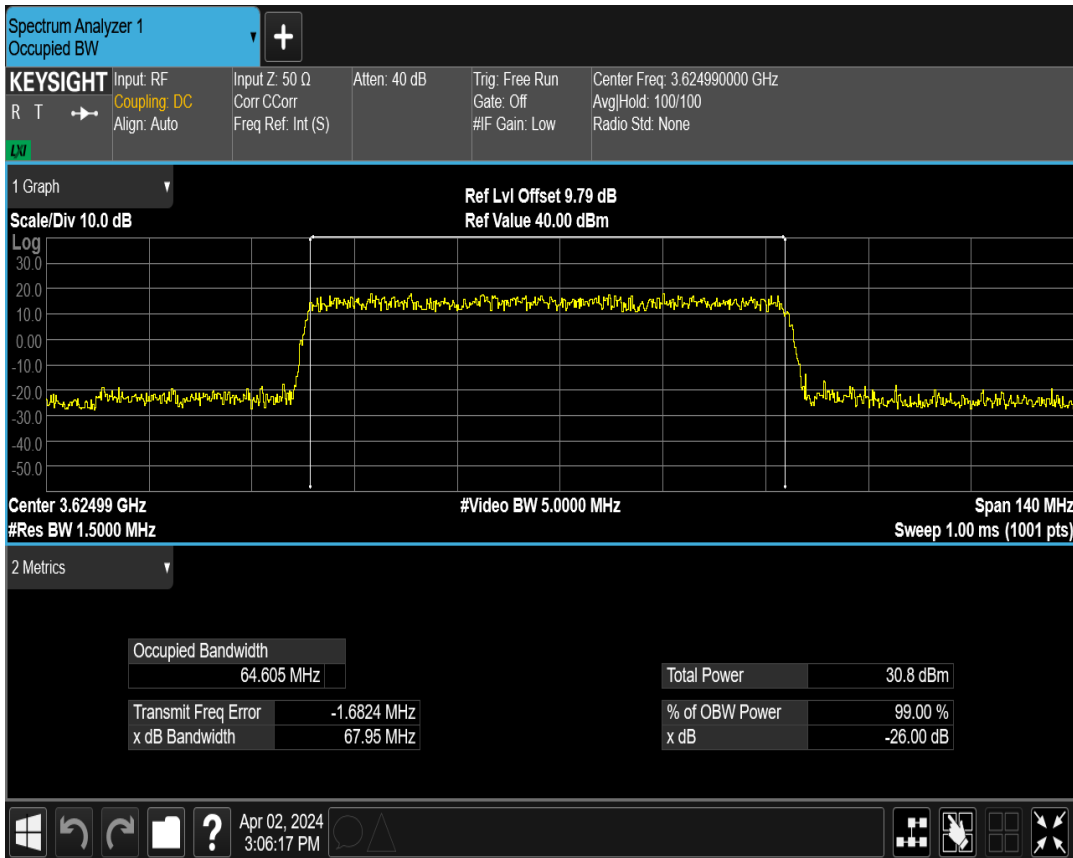 Spectrum Analyzer 1
Occupied BW
KEYSIGHT
R T
LXI
Input: RF
Coupling: DC
Align: Auto
Input Z: 50 Ω
Corr CCorr
Freq Ref: Int (S)
Atten: 40 dB
Trig: Free Run
Gate: Off
#IF Gain: Low
Center Freq: 3.624990000 GHz
Avg|Hold: 100/100
Radio Std: None
1 Graph
Scale/Div 10.0 dB
Ref Lvl Offset 9.79 dB
Ref Value 40.00 dBm
Log
30.0
20.0
10.0
0.00
-10.0
-20.0
-30.0
-40.0
-50.0
Center 3.62499 GHz
#Res BW 1.5000 MHz
#Video BW 5.0000 MHz
Span 140 MHz
Sweep 1.00 ms (1001 pts)
2 Metrics
Occupied Bandwidth
64.605 MHz
Transmit Freq Error -1.6824 MHz
x dB Bandwidth 67.95 MHz
Total Power 30.8 dBm
% of OBW Power 99.00 %
x dB -26.00 dB
?
Apr 02, 2024
3:06:17 PM